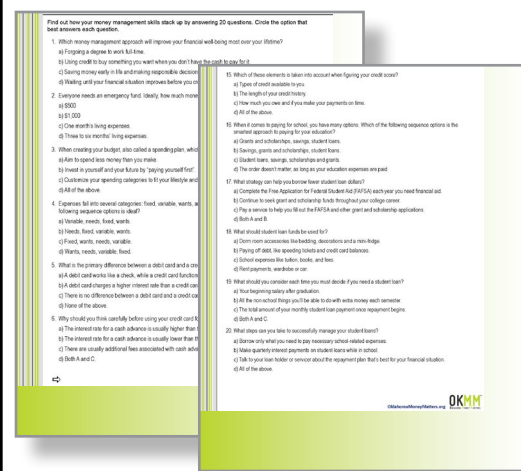 Find out how your money management skills stack up by answering 20 questions. Circle the option that
best answers each question.
1. Which money management approach will improve your financial well-being most over your lifetime?
a) Forgoing a degree to work full-time.
b) Using credit to buy something you want when you don't have the cash to pay for it.
c) Saving money early in life and making responsible decision
d) Waiting until your financial situation improves before you
2. Everyone needs an emergency fund. Ideally, how much
a) $500
b) $1,000
c) One month's living expenses.
d) Three to six months' living expenses.
3. When creating your budget, also called a spending plan,
a) Aim to spend less money than you make.
b) Invest in yourself and your future by "paying yourself first".
c) Customize your spending categories to fit your lifestyle and
d) All of the above.
4. Expenses fall into several categories: fixed, variable, wants,
following sequence options is ideal?
a) Variable, needs, fixed, wants.
b) Needs, fixed, variable, wants.
c) Fixed, wants, needs, variable.
d) Wants, needs, variable, fixed.
5. What is the primary difference between a debit card and a
a) A debit card works like a check, while a credit card
b) A debit card charges a higher interest rate than a credit
c) There is no difference between a debit card and a credit
d) None of the above.
6. Why should you think carefully before using your credit card
a) The interest rate for a cash advance is usually higher than
b) The interest rate for a cash advance is usually lower than
c) There are usually additional fees associated with cash
d) Both A and C.
15. Which of these elements is taken into account when figuring your credit score?
a) Types of credit available to you.
b) The length of your credit history.
c) How much you owe and if you make your payments on time.
d) All of the above.
16. When it comes to paying for school, you have many options. Which of the following sequence options is the
smartest approach to paying for your education?
a) Grants and scholarships, savings, student loans.
b) Savings, grants and scholarships, student loans.
c) Student loans, savings, scholarships and grants.
d) The order doesn't matter, as long as your education expenses are paid.
17. What strategy can help you borrow fewer student loan dollars?
a) Complete the Free Application for Federal Student Aid (FAFSA) each year you need financial aid.
b) Continue to seek grant and scholarship funds throughout your college career.
c) Pay a service to help you fill out the FAFSA and other grant and scholarship applications.
d) Both A and B.
18. What should student loan funds be used for?
a) Dorm room accessories like bedding, decorations and a mini-fridge.
b) Paying off debt, like speeding tickets and credit card balances.
c) School expenses like tuition, books, and fees.
d) Rent payments, wardrobe or car.
19. What should you consider each time you must decide if you need a student loan?
a) Your beginning salary after graduation.
b) All the non-school things you'll be able to do with extra money each semester.
c) The total amount of your monthly student loan payment once repayment begins.
d) Both A and C.
20. What steps can you take to successfully manage your student loans?
a) Borrow only what you need to pay necessary school-related expenses.
b) Make quarterly interest payments on student loans while in school.
c) Talk to your loan holder or servicer about the repayment plan that's best for your financial situation.
d) All of the above.
OklahomaMoneyMatters.org OKMM